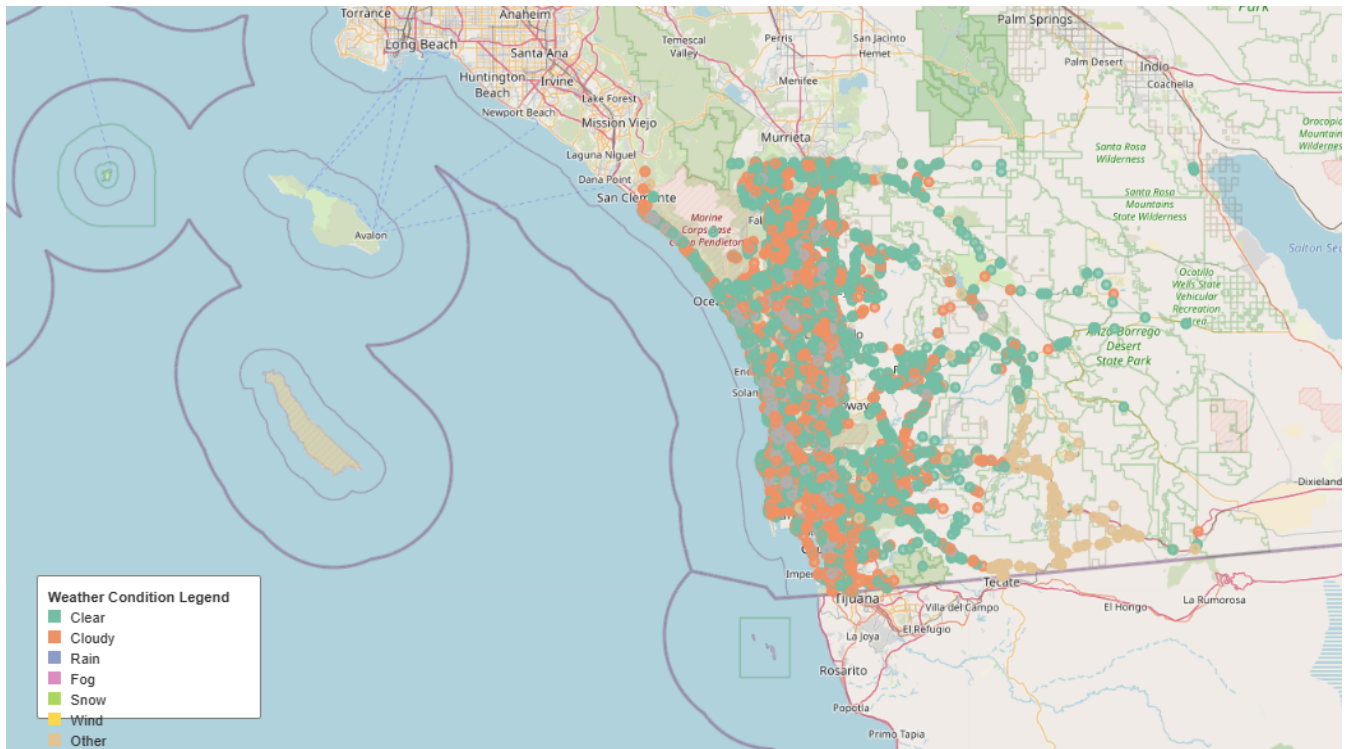 Torrance
Anaheim
Long Beach
Santa Ana
Huntington
Beach
Irvine
Newport Beach
Lake Forest
Mission Viejo
Laguna Niguel
Dana Point
San Clemente
Temescal
Valley
Perris
San Jacinto
Hemet
Menifee
Murrieta
Palm Springs
Park
Palm Desert
Indio
Coachella
Santa Rosa
Wilderness
Santa Rosa
Mountains
State Wilderness
Ocotillo
Wells State
Vehicular
Recreation
Area
Anza-Borrego
Desert
State Park
Dixieland
Avalon
Marine
Corps Base
Camp Pendleton
Tecate
Tijuana
Villa del Campo
El Refugio
La Joya
Rosarito
Popotla
Primo Tapia
El Hongo
La Rumorosa
Weather Condition Legend
Clear
Cloudy
Rain
Fog
Snow
Wind
Other